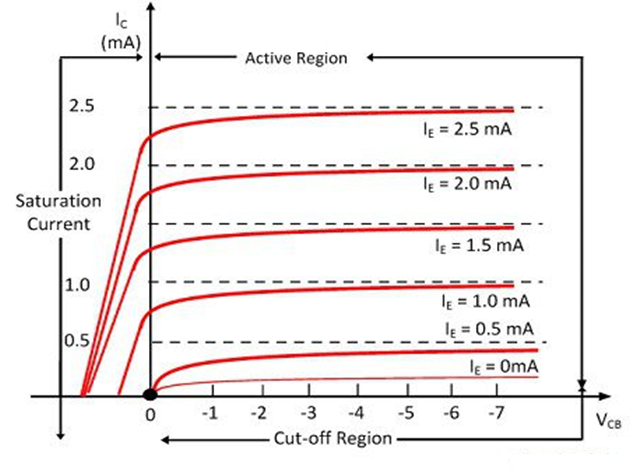 I_C
(mA)
Active Region
2.5
I_E = 2.5 mA
2.0
I_E = 2.0 mA
Saturation
Current
I_E = 1.5 mA
1.0
I_E = 1.0 mA
I_E = 0.5 mA
0.5
I_E = 0mA
0 -1 -2 -3 -4 -5 -6 -7
V_CB
Cut-off Region